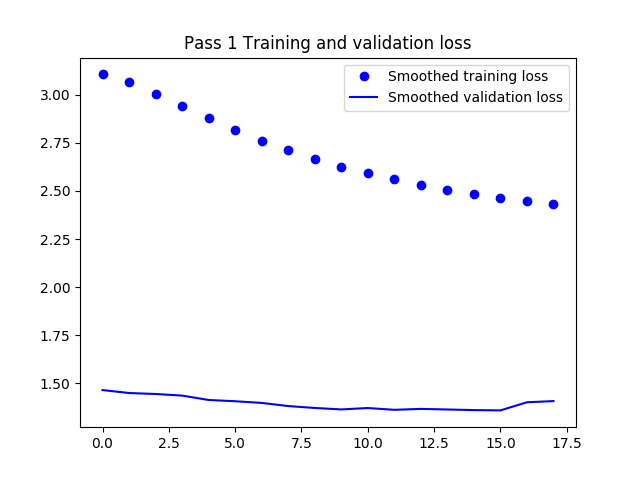 Pass 1 Training and validation loss
Smoothed training loss
Smoothed validation loss
3.00
2.75
2.50
2.25
2.00
1.75
1.50
0.0 2.5 5.0 7.5 10.0 12.5 15.0 17.5